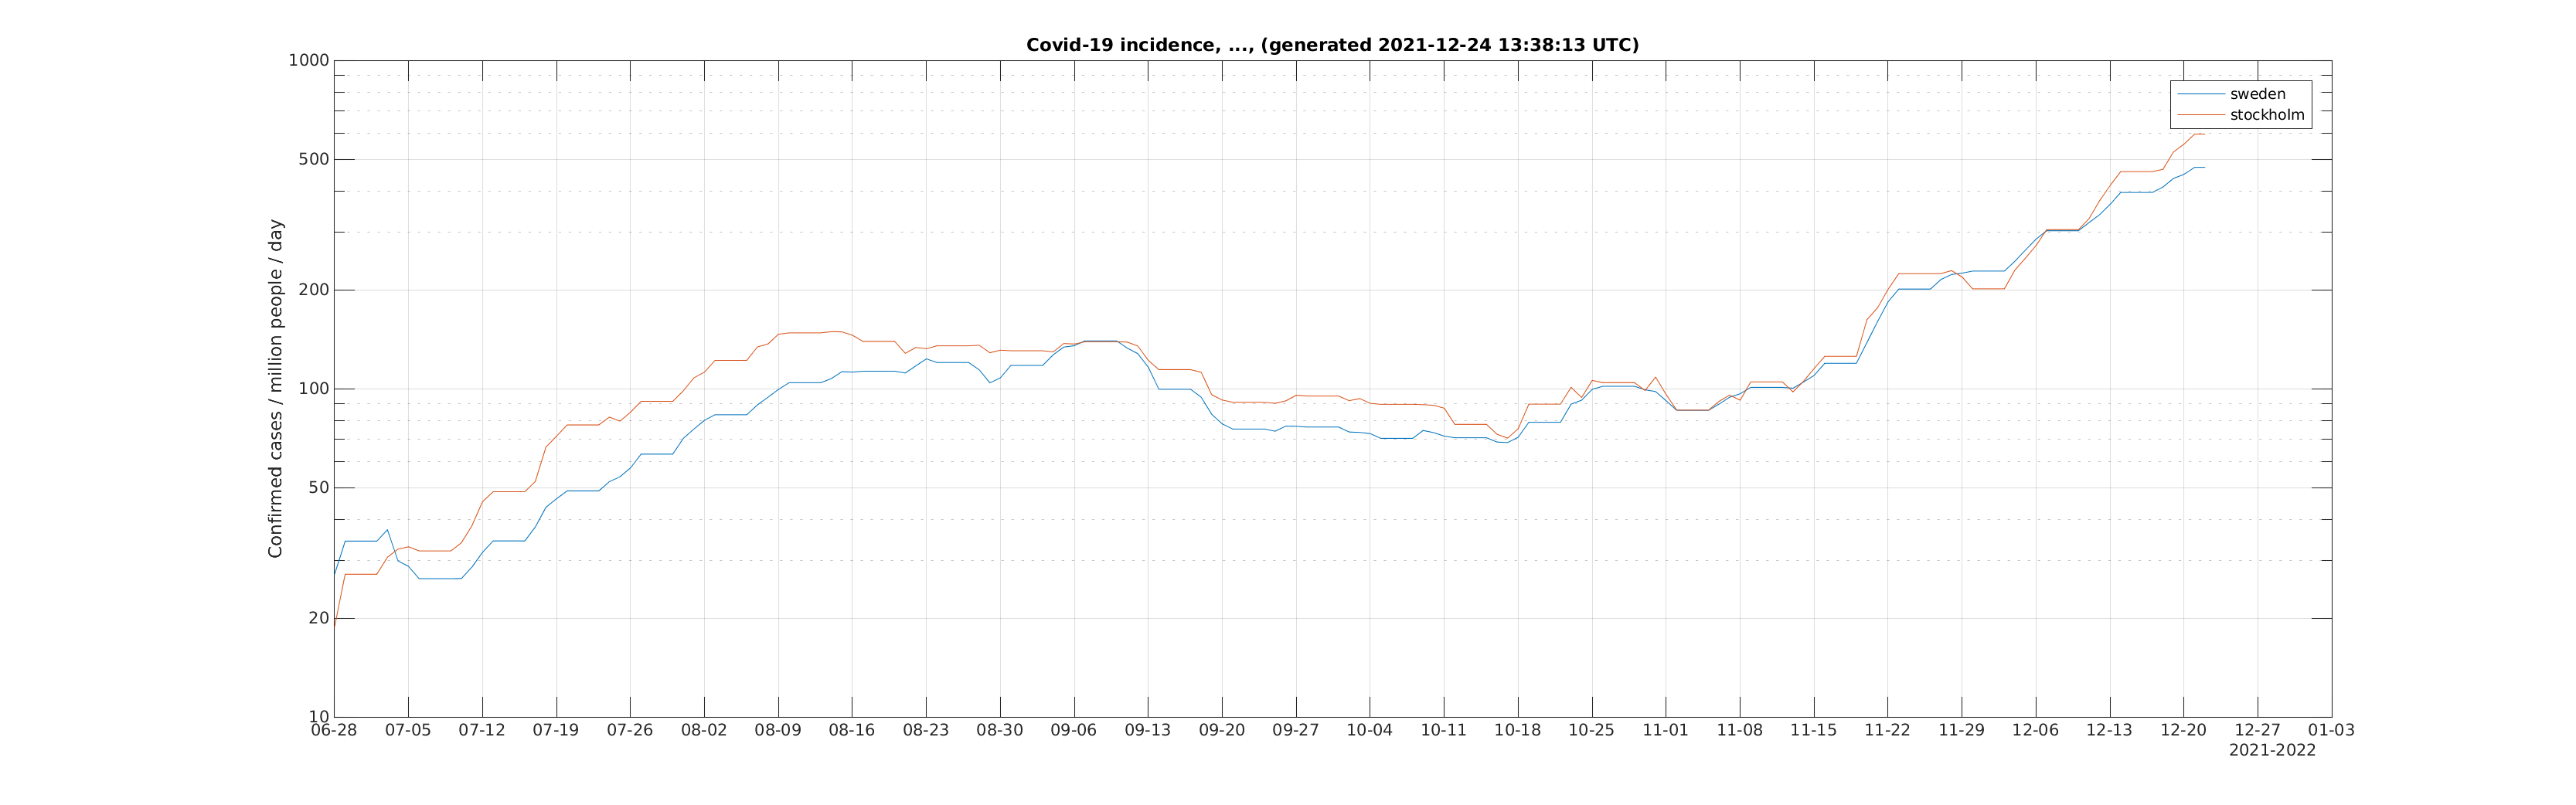 Covid-19 incidence, ..., (generated 2021-12-24 13:38:13 UTC)
Confirmed cases / million people / day
1000
500
200
100
50
20
10
sweden
stockholm
06-28 07-05 07-12 07-19 07-26 08-02 08-09 08-16 08-23 08-30 09-06 09-13 09-20 09-27 10-04 10-11 10-18 10-25 11-01 11-08 11-15 11-22 11-29 12-06 12-13 12-20 12-27 01-03
2021-2022